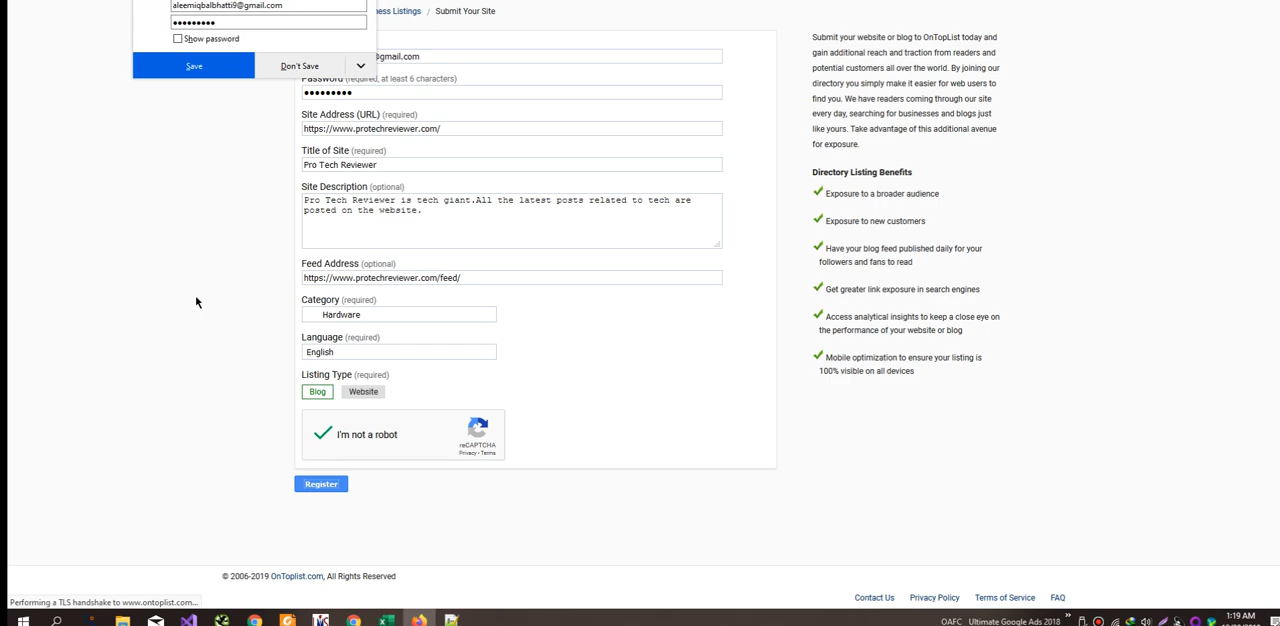 aleemiqbalbhatti9@gmail.com
•••••••••
Show password
Save
Don't Save
ness Listings / Submit Your Site
@gmail.com
Password (required, at least 6 characters)
•••••••••
Site Address (URL) (required)
https://www.protechreviewer.com/
Title of Site (required)
Pro Tech Reviewer
Site Description (optional)
Pro Tech Reviewer is tech giant.All the latest posts related to tech are
posted on the website.
Feed Address (optional)
https://www.protechreviewer.com/feed/
Category (required)
Hardware
Language (required)
English
Listing Type (required)
Blog
Website
I'm not a robot
reCAPTCHA
Privacy - Terms
Register
Submit your website or blog to OnTopList today and
gain additional reach and traction from readers and
potential customers all over the world. By joining our
directory you simply make it easier for web users to
find you. We have readers coming through our site
every day, searching for businesses and blogs just
like yours. Take advantage of this additional avenue
for exposure.
Directory Listing Benefits
Exposure to a broader audience
Exposure to new customers
Have your blog feed published daily for your
followers and fans to read
Get greater link exposure in search engines
Access analytical insights to keep a close eye on
the performance of your website or blog
Mobile optimization to ensure your listing is
100% visible on all devices
© 2006-2019 OnToplist.com, All Rights Reserved
Contact Us
Privacy Policy
Terms of Service
FAQ
Performing a TLS handshake to www.ontoplist.com...
OAFC
Ultimate Google Ads 2018
1:19 AM